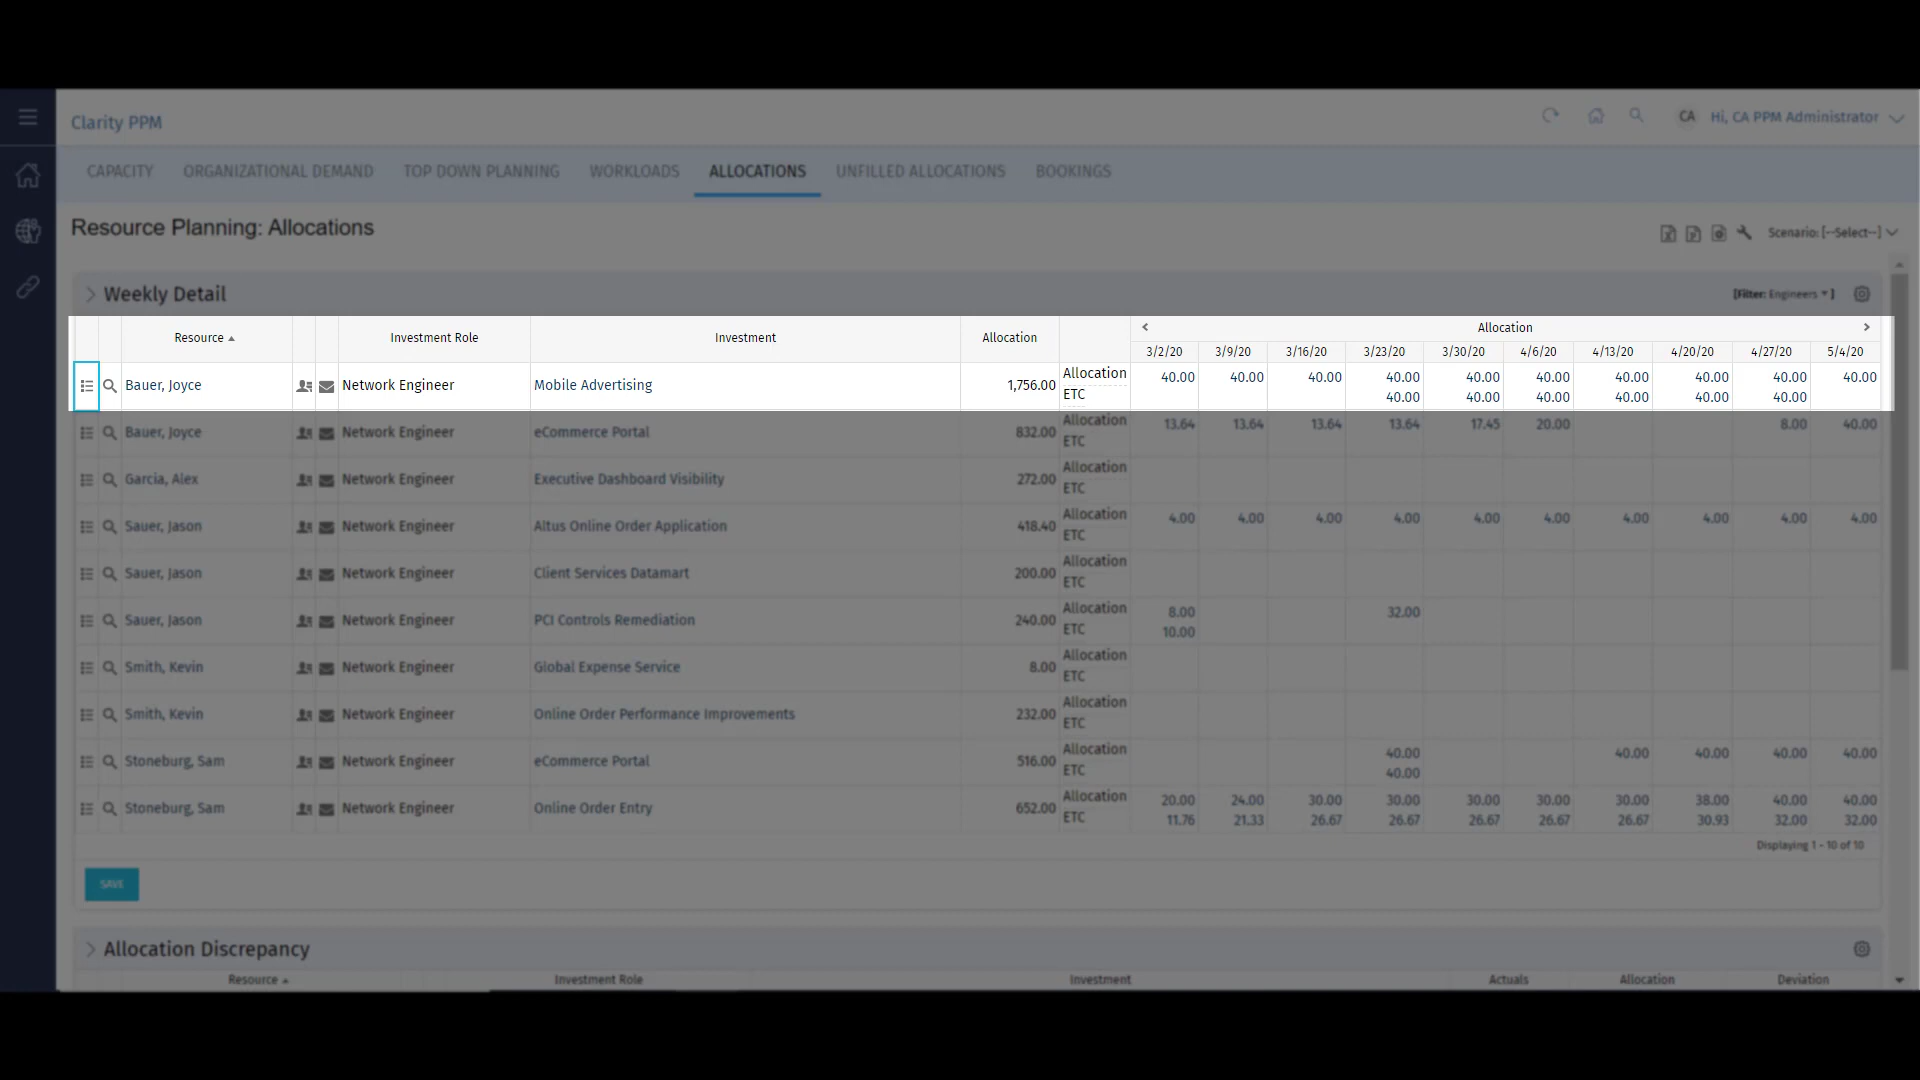 Clarity PPM
CA Hi, CA PPM Administrator
CAPACITY ORGANIZATIONAL DEMAND TOP DOWN PLANNING WORKLOADS ALLOCATIONS UNFILLED ALLOCATIONS BOOKINGS
Resource Planning: Allocations
Scenario: [--Select--]
Weekly Detail [Filter: Engineers ]
Resource Investment Role Investment Allocation Allocation
3/2/20 3/9/20 3/16/20 3/23/20 3/30/20 4/6/20 4/13/20 4/20/20 4/27/20 5/4/20
Bauer, Joyce Network Engineer Mobile Advertising 1,756.00 Allocation 40.00 40.00 40.00 40.00 40.00 40.00 40.00 40.00 40.00 40.00
ETC 40.00 40.00 40.00 40.00 40.00 40.00
Bauer, Joyce Network Engineer eCommerce Portal 832.00 Allocation 13.64 13.64 13.64 13.64 17.45 20.00 8.00 40.00
ETC
Garcia, Alex Network Engineer Executive Dashboard Visibility 272.00 Allocation
ETC
Sauer, Jason Network Engineer Altus Online Order Application 418.40 Allocation 4.00 4.00 4.00 4.00 4.00 4.00 4.00 4.00 4.00 4.00
ETC
Sauer, Jason Network Engineer Client Services Datamart 200.00 Allocation
ETC
Sauer, Jason Network Engineer PCI Controls Remediation 240.00 Allocation 8.00 32.00
ETC 10.00
Smith, Kevin Network Engineer Global Expense Service 8.00 Allocation
ETC
Smith, Kevin Network Engineer Online Order Performance Improvements 232.00 Allocation
ETC
Stoneburg, Sam Network Engineer eCommerce Portal 516.00 Allocation 40.00 40.00 40.00 40.00 40.00
ETC 40.00
Stoneburg, Sam Network Engineer Online Order Entry 652.00 Allocation 20.00 24.00 30.00 30.00 30.00 30.00 30.00 38.00 40.00 40.00
ETC 11.76 21.33 26.67 26.67 26.67 26.67 26.67 30.93 32.00 32.00
Displaying 1 - 10 of 10
SAVE
Allocation Discrepancy
Resource Investment Role Investment Actuals Allocation Deviation